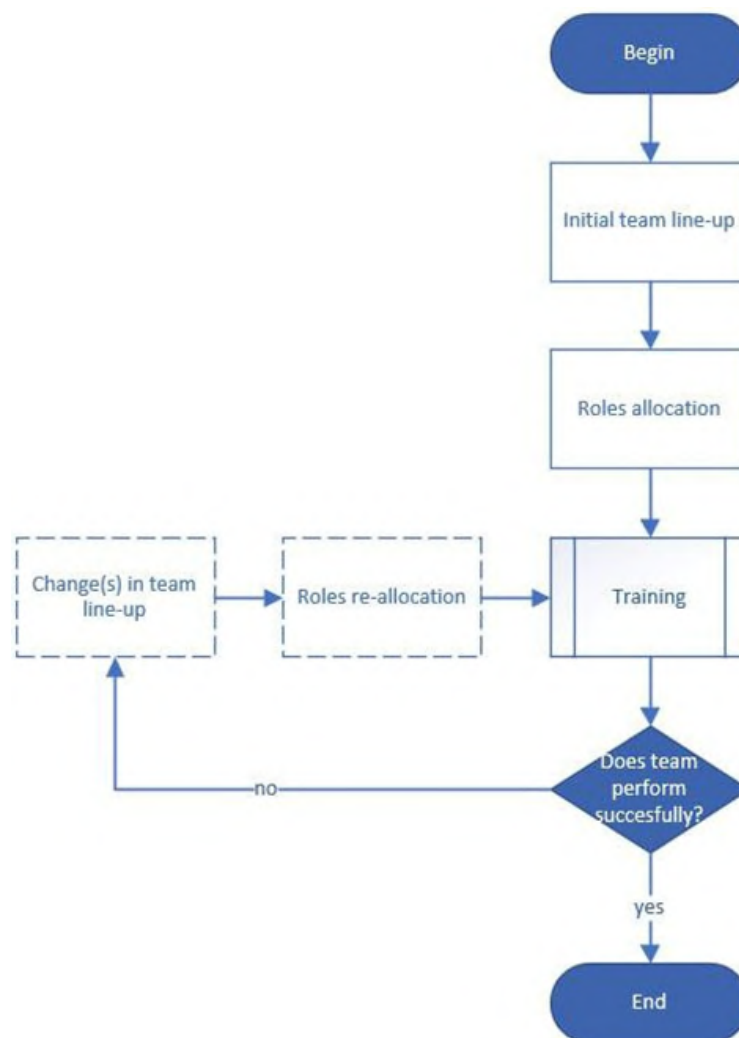 Begin
Initial team line-up
Roles allocation
Change(s) in team
line-up
Roles re-allocation
Training
Does team
perform
succesfully?
no
yes
End